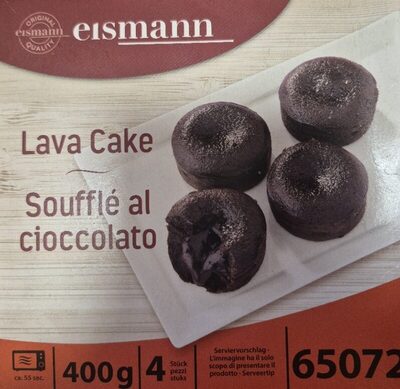 ORIGINAL
eismann
QUALITY
eismann
Lava Cake
Soufflé al
cioccolato
ca. 55 sec.
400g
4
Stück
pezzi
stuks
Serviervorschlag -
L'immagine ha il solo
scopo di presentare il
prodotto - Serveertip
65072